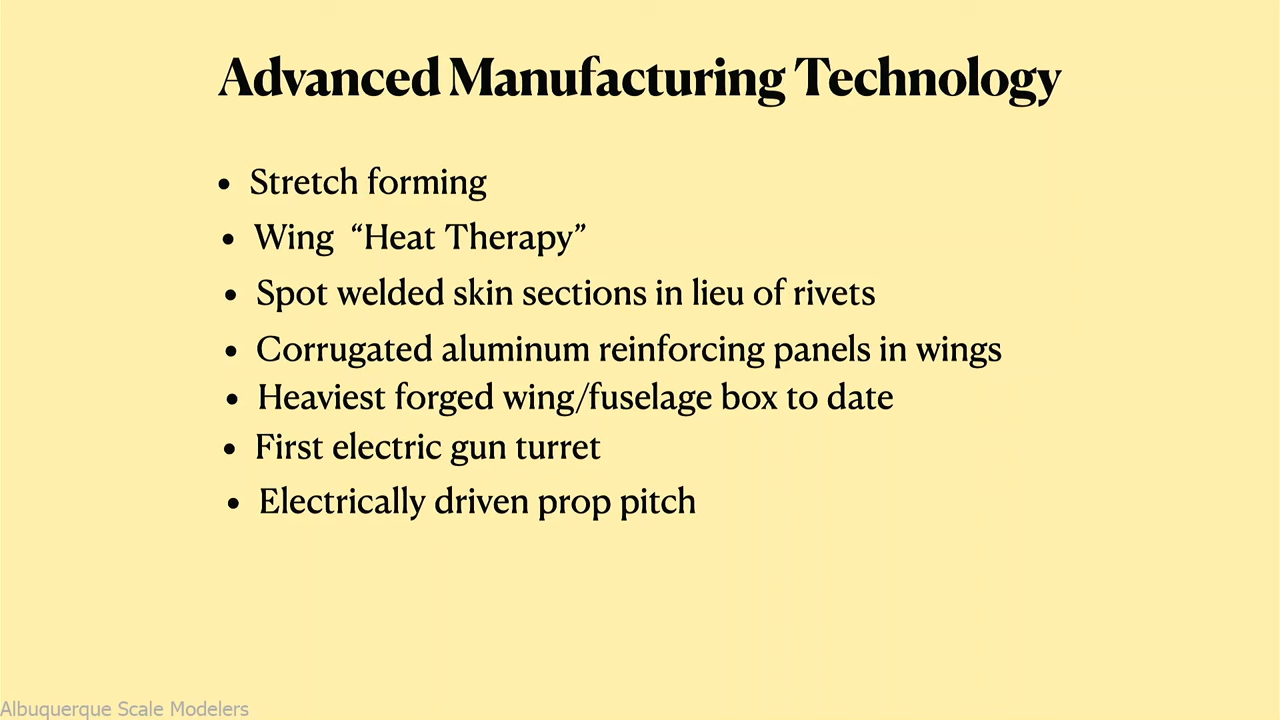 Advanced Manufacturing Technology
• Stretch forming
• Wing “Heat Therapy”
• Spot welded skin sections in lieu of rivets
• Corrugated aluminum reinforcing panels in wings
• Heaviest forged wing/fuselage box to date
• First electric gun turret
• Electrically driven prop pitch
Albuquerque Scale Modelers